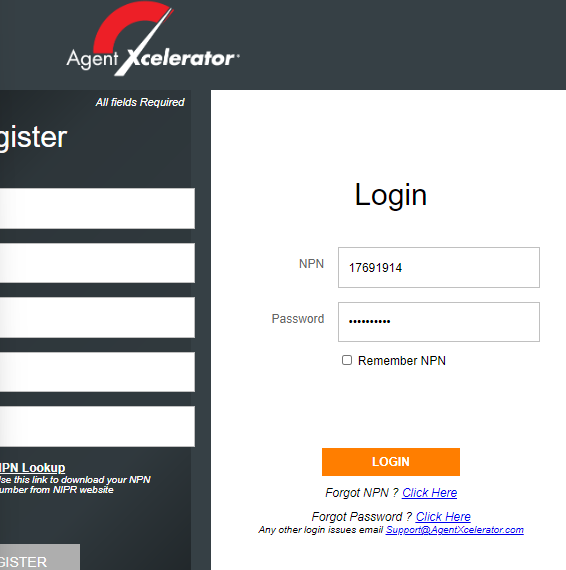 Agent Xcelerator®
All fields Required
gister
NPN Lookup
Use this link to download your NPN
number from NIPR website
GISTER
Login
NPN
17691914
Password
••••••••••
Remember NPN
LOGIN
Forgot NPN ? Click Here
Forgot Password ? Click Here
Any other login issues email Support@AgentXcelerator.com